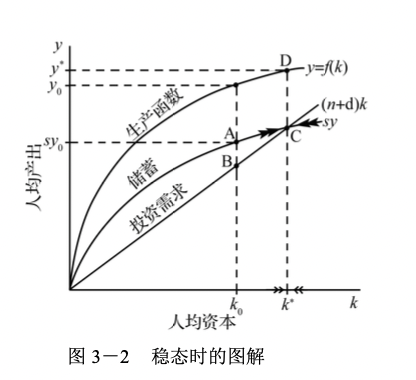 y
y*
D
y=f(k)
y₀
生产函数
(n+d)k
sy
sy₀
A
C
B
储蓄
投资需求
人均产出
k₀
k*
k
人均资本
图 3-2 稳态时的图解